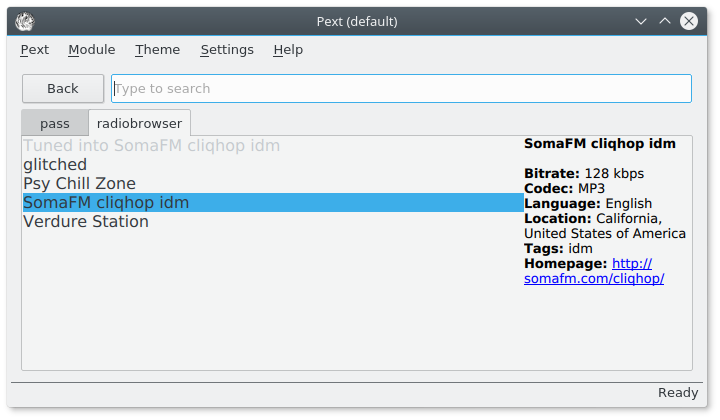 Pext (default)
Pext Module Theme Settings Help
Back Type to search
pass radiobrowser
Tuned into SomaFM cliqhop idm
glitched
Psy Chill Zone
SomaFM cliqhop idm
Verdure Station
SomaFM cliqhop idm
Bitrate: 128 kbps
Codec: MP3
Language: English
Location: California,
United States of America
Tags: idm
Homepage: http://
somafm.com/cliqhop/
Ready